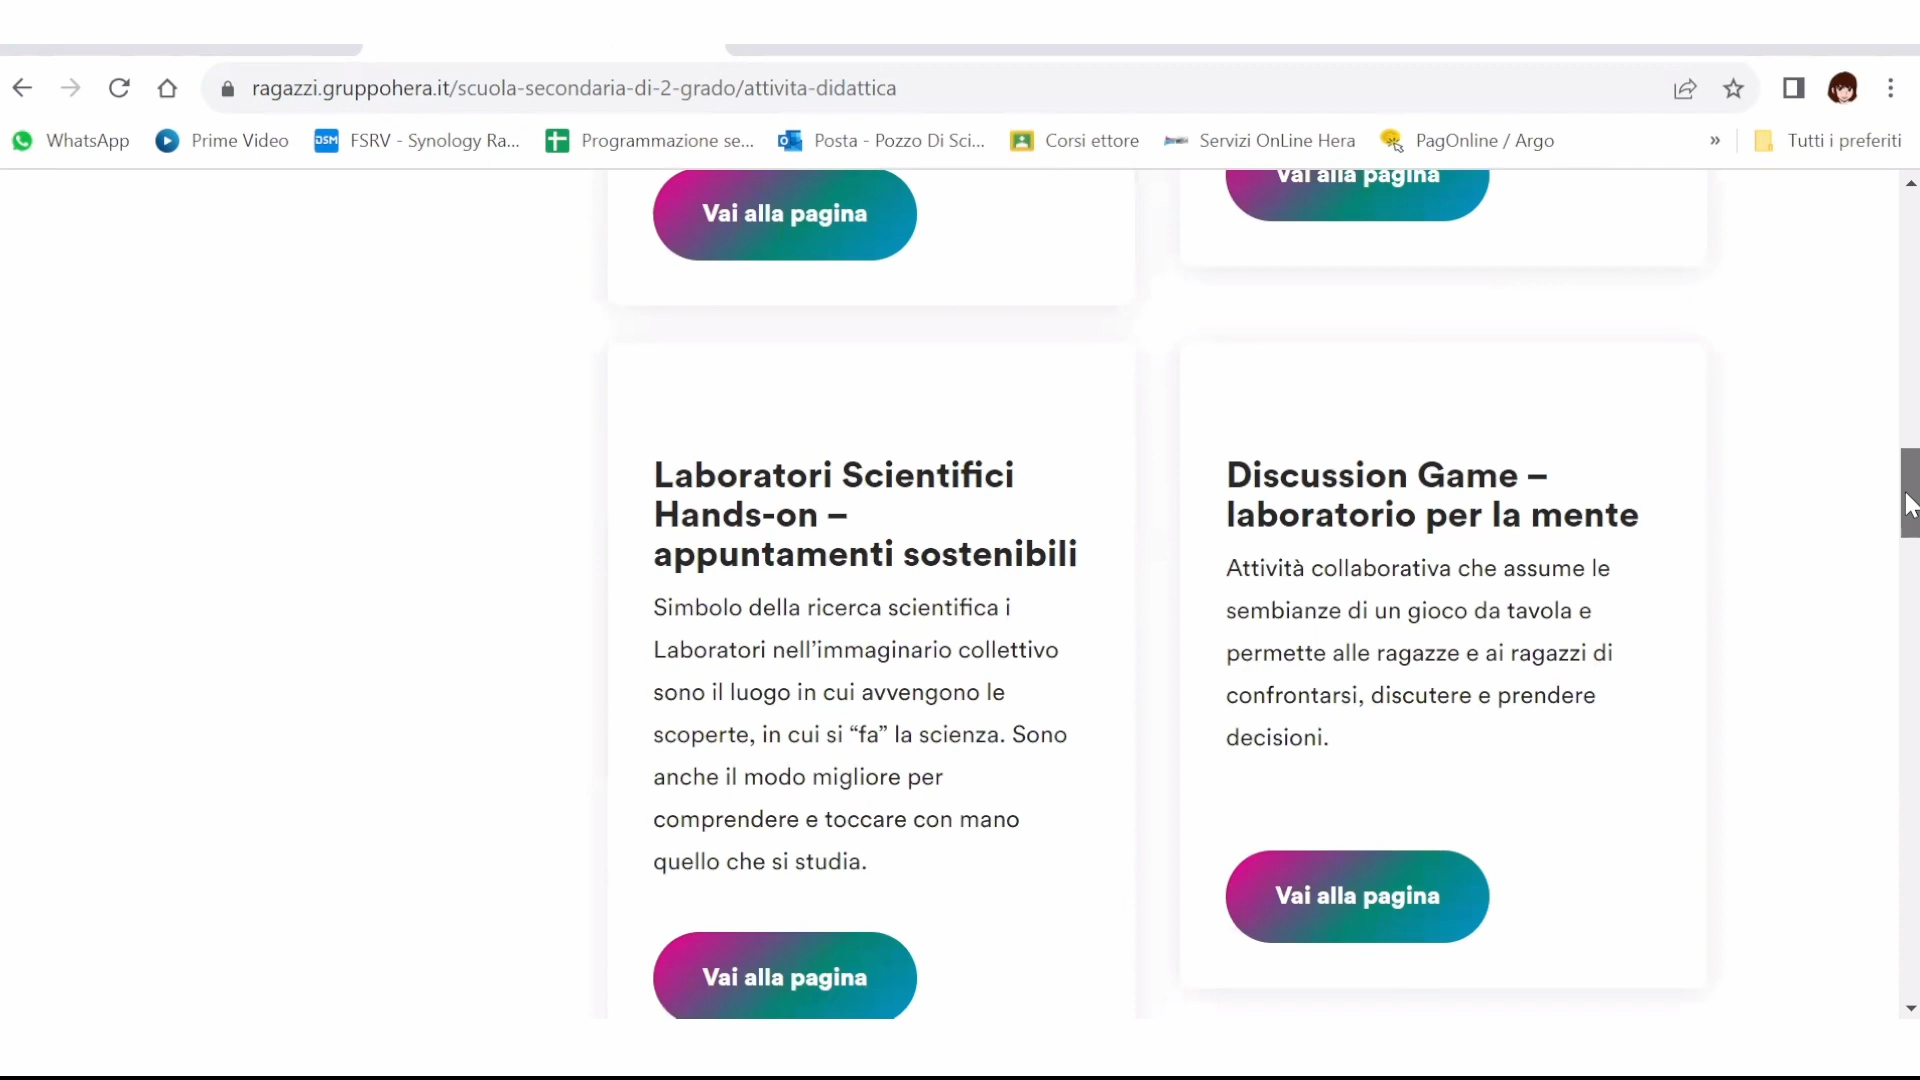 ragazzi.gruppohera.it/scuola-secondaria-di-2-grado/attivita-didattica
WhatsApp Prime Video FSRV - Synology Ra... Programmazione se... Posta - Pozzo Di Sci... Corsi ettore Servizi OnLine Hera PagOnline / Argo » Tutti i preferiti
Vai alla pagina
Vai alla pagina
Laboratori Scientifici
Hands-on –
appuntamenti sostenibili
Simbolo della ricerca scientifica i
Laboratori nell’immaginario collettivo
sono il luogo in cui avvengono le
scoperte, in cui si “fa” la scienza. Sono
anche il modo migliore per
comprendere e toccare con mano
quello che si studia.
Vai alla pagina
Discussion Game –
laboratorio per la mente
Attività collaborativa che assume le
sembianze di un gioco da tavola e
permette alle ragazze e ai ragazzi di
confrontarsi, discutere e prendere
decisioni.
Vai alla pagina